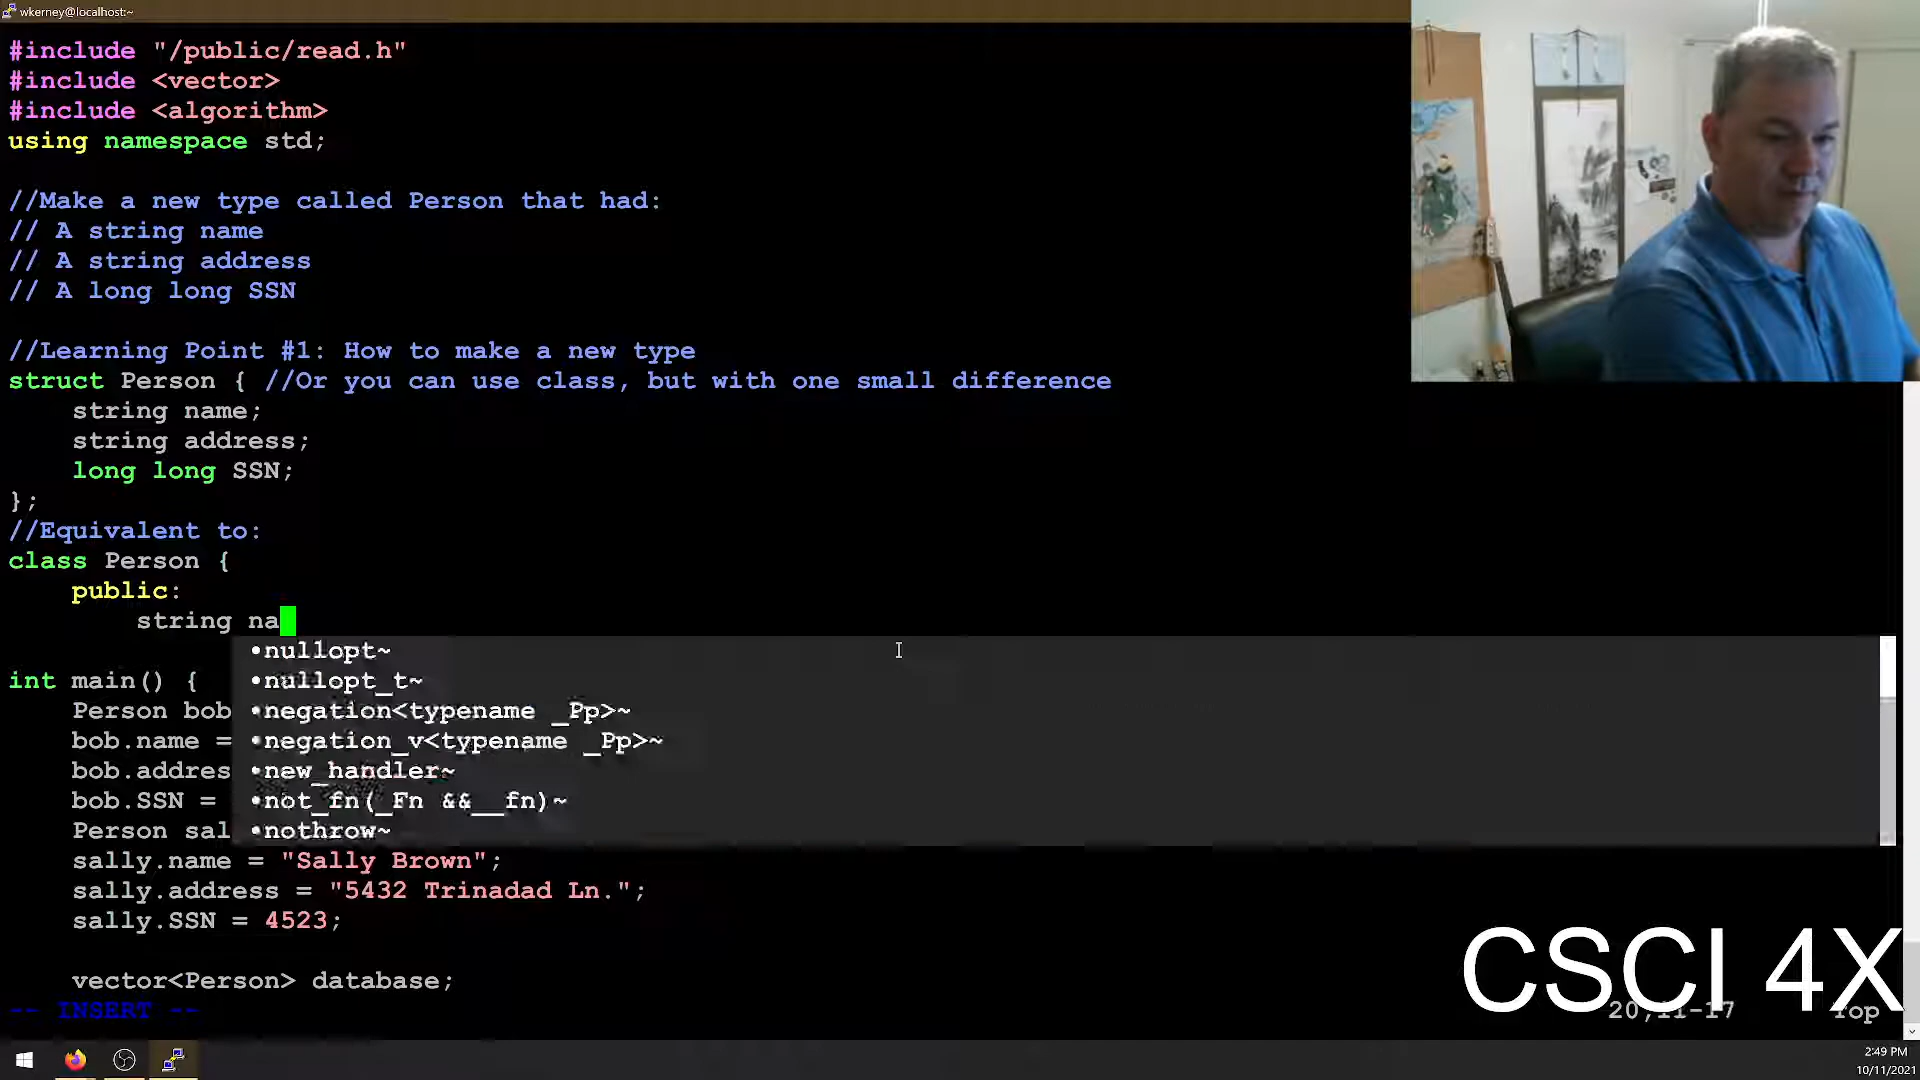 wkerney@localhost:~
#include "/public/read.h"
#include <vector>
#include <algorithm>
using namespace std;
//Make a new type called Person that had:
// A string name
// A string address
// A long long SSN
//Learning Point #1: How to make a new type
struct Person { //Or you can use class, but with one small difference
string name;
string address;
long long SSN;
};
//Equivalent to:
class Person {
public:
string na
•nullopt~
int main() {
•nullopt_t~
Person bob
•negation<typename _Pp>~
bob.name =
•negation_v<typename _Pp>~
bob.addres
•new_handler~
bob.SSN =
•not_fn(_Fn &&__fn)~
Person sal
•nothrow~
sally.name = "Sally Brown";
sally.address = "5432 Trinadad Ln.";
sally.SSN = 4523;
vector<Person> database;
-- INSERT --
20,11-17
Top
CSCI 4X
2:49 PM
10/11/2021